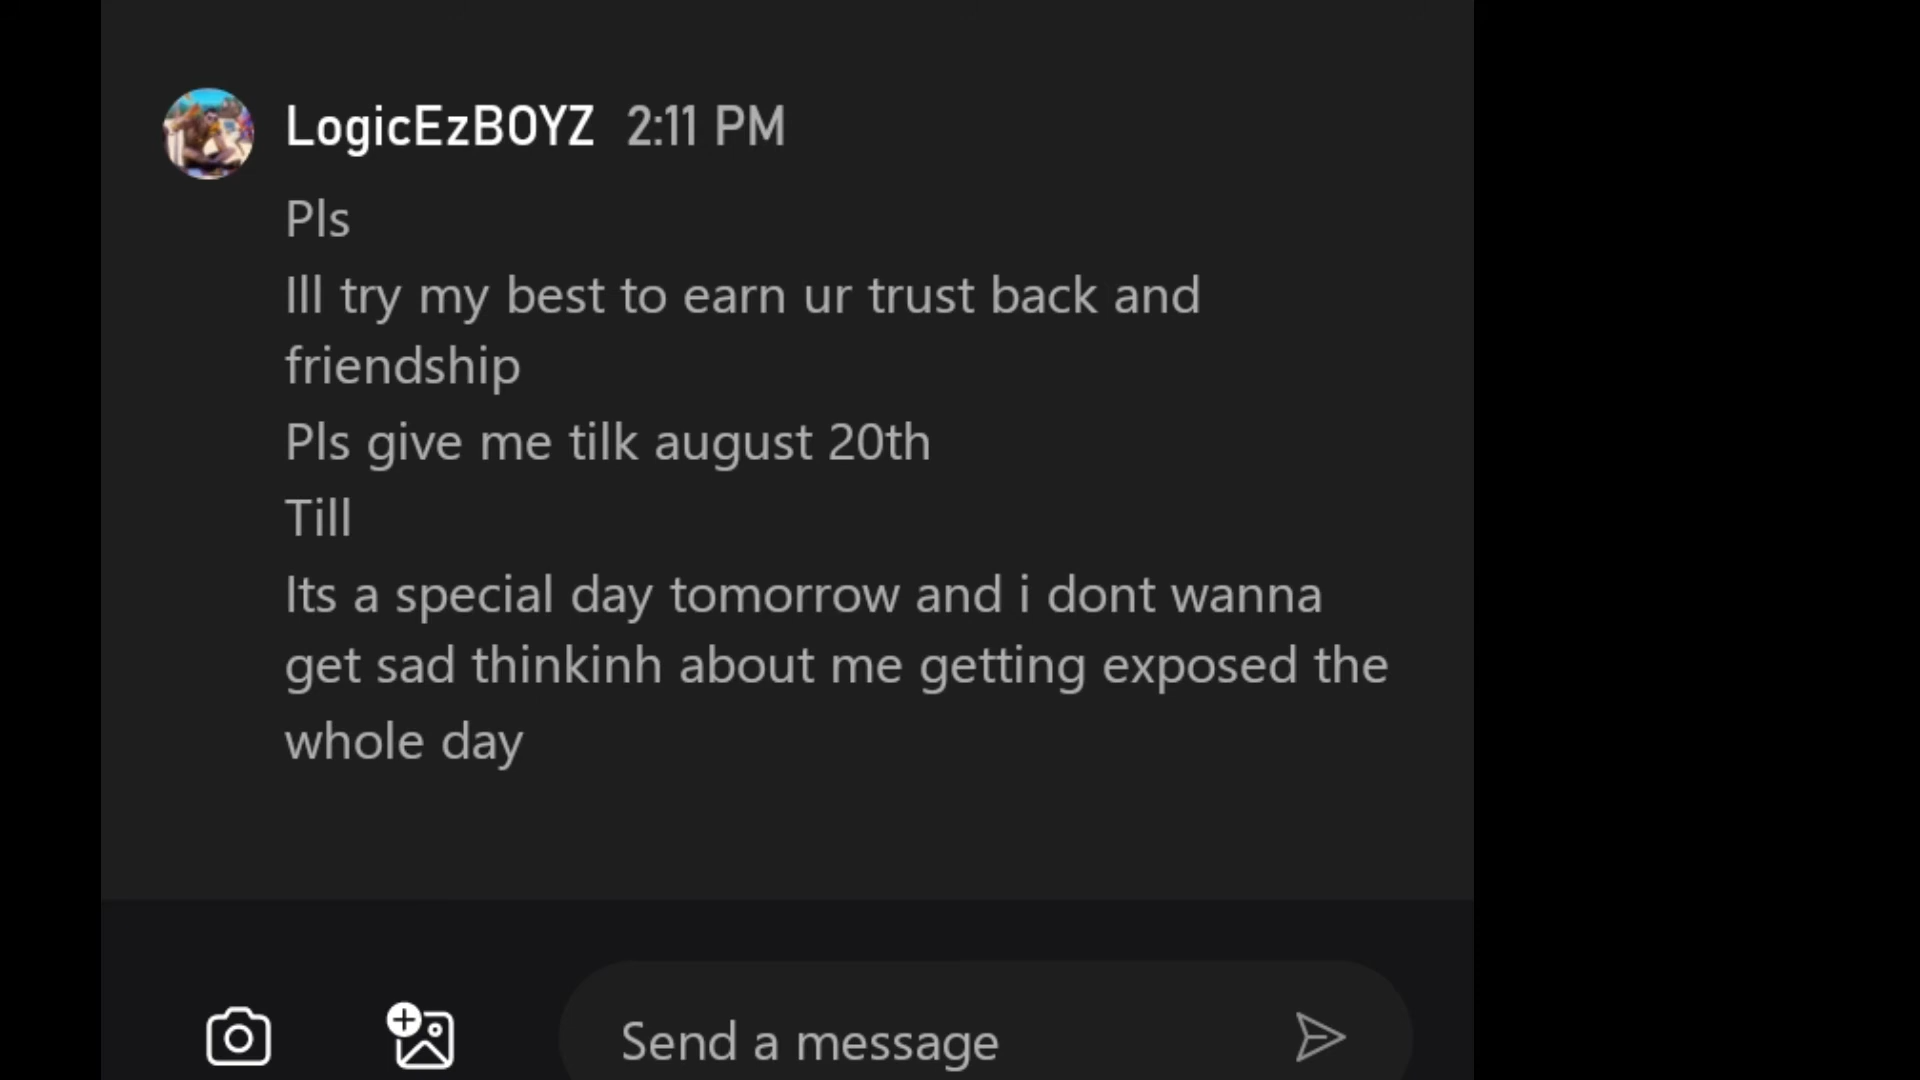 LogicEzBOYZ 2:11 PM
Pls
Ill try my best to earn ur trust back and
friendship
Pls give me tilk august 20th
Till
Its a special day tomorrow and i dont wanna
get sad thinkinh about me getting exposed the
whole day
Send a message